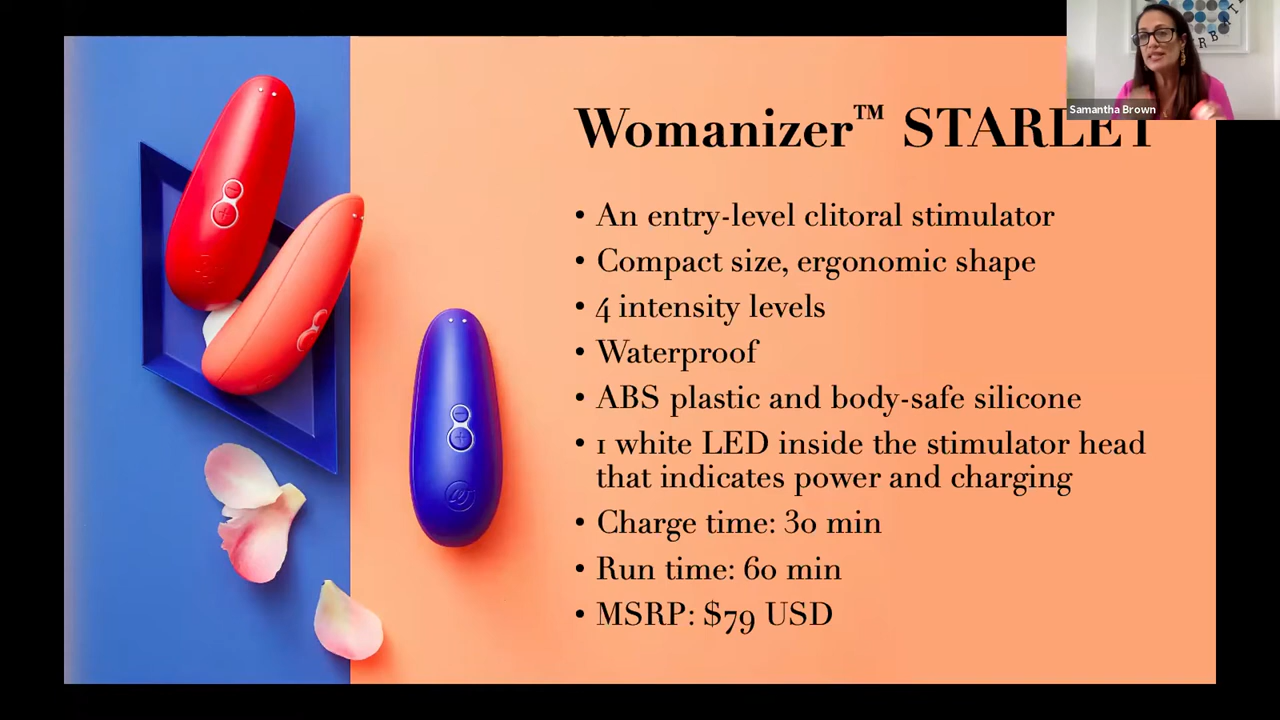 Samantha Brown
Womanizer™ STARLET
• An entry-level clitoral stimulator
• Compact size, ergonomic shape
• 4 intensity levels
• Waterproof
• ABS plastic and body-safe silicone
• 1 white LED inside the stimulator head
that indicates power and charging
• Charge time: 30 min
• Run time: 60 min
• MSRP: $79 USD